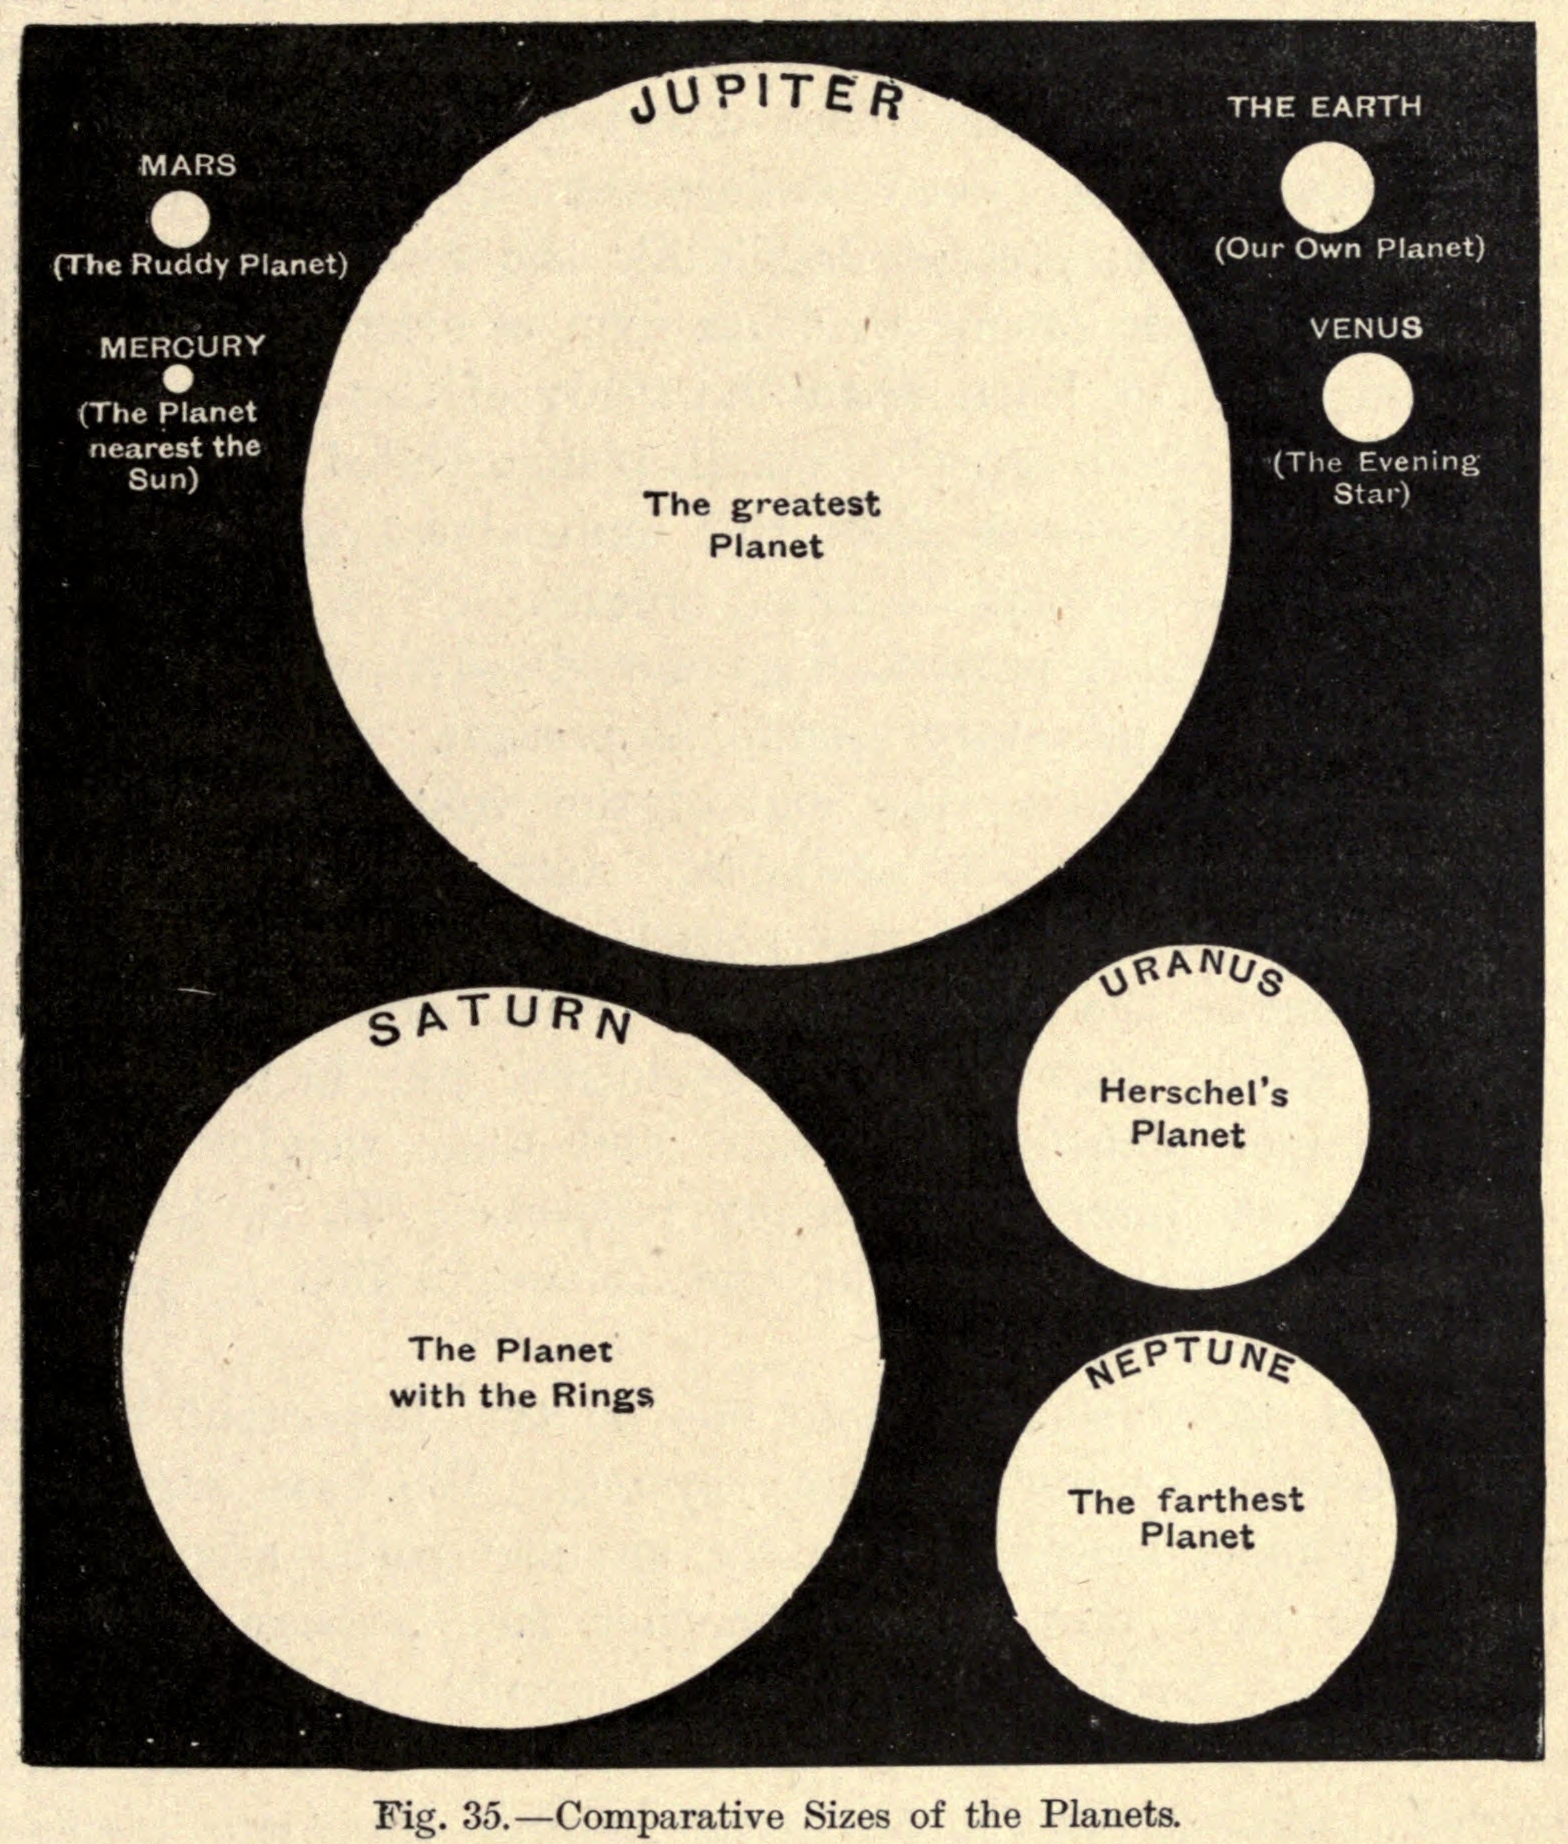 JUPITER
The greatest
Planet
MARS
(The Ruddy Planet)
MERCURY
(The Planet
nearest the
Sun)
THE EARTH
(Our Own Planet)
VENUS
(The Evening
Star)
SATURN
The Planet
with the Rings
URANUS
Herschel's
Planet
NEPTUNE
The farthest
Planet
Fig. 35.—Comparative Sizes of the Planets.